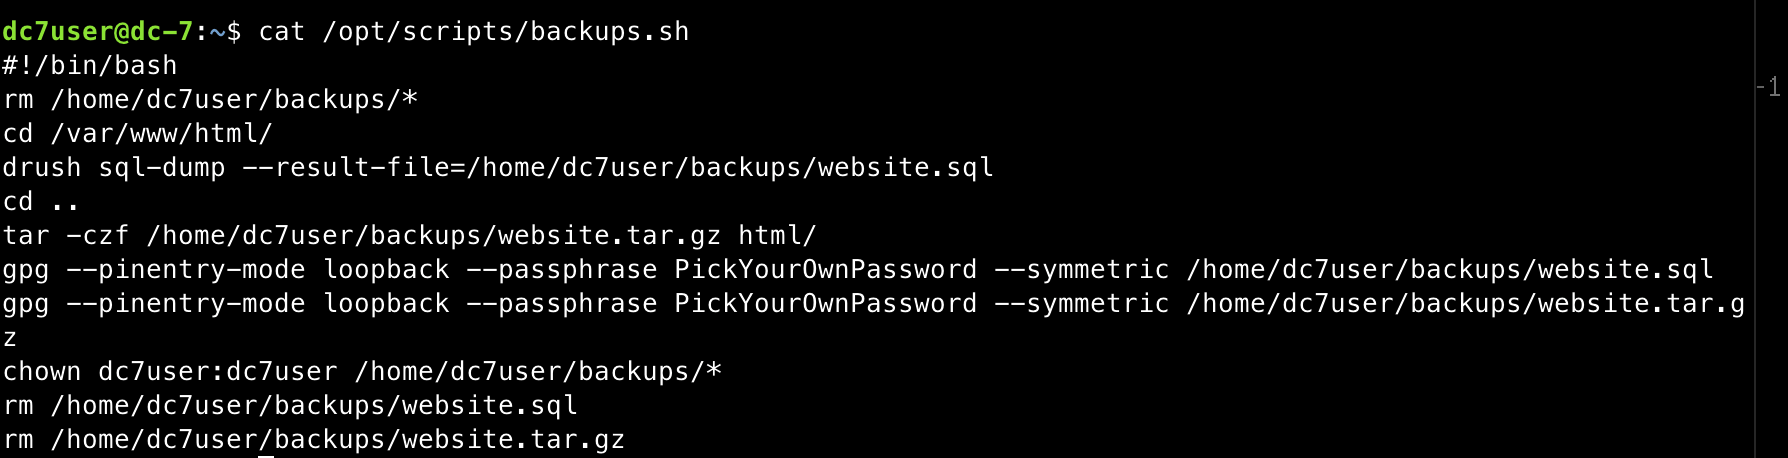 dc7user@dc-7:~$ cat /opt/scripts/backups.sh
#!/bin/bash
rm /home/dc7user/backups/*
cd /var/www/html/
drush sql-dump --result-file=/home/dc7user/backups/website.sql
cd ..
tar -czf /home/dc7user/backups/website.tar.gz html/
gpg --pinentry-mode loopback --passphrase PickYourOwnPassword --symmetric /home/dc7user/backups/website.sql
gpg --pinentry-mode loopback --passphrase PickYourOwnPassword --symmetric /home/dc7user/backups/website.tar.g
z
chown dc7user:dc7user /home/dc7user/backups/*
rm /home/dc7user/backups/website.sql
rm /home/dc7user/backups/website.tar.gz
-1